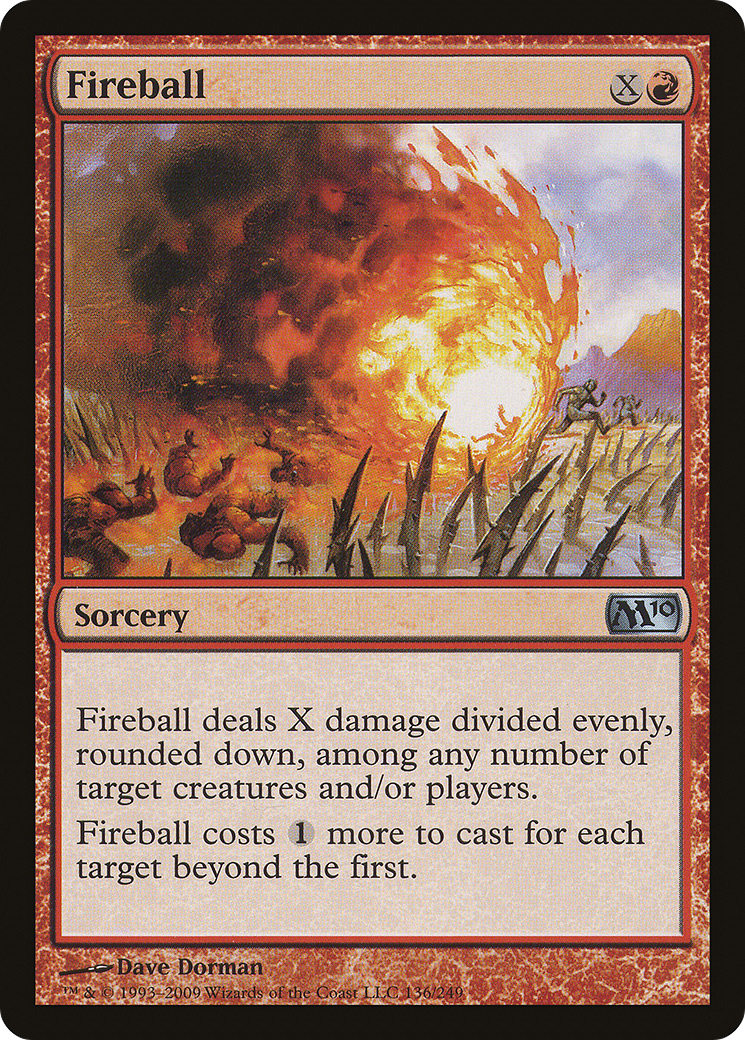 Fireball X
Sorcery M10
Fireball deals X damage divided evenly,
rounded down, among any number of
target creatures and/or players.
Fireball costs 1 more to cast for each
target beyond the first.
Dave Dorman
™ & © 1993–2009 Wizards of the Coast LLC 136/249